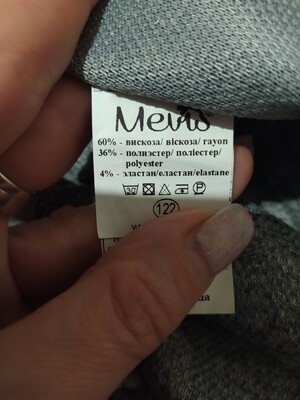 Mevis
60% - вискоза/ віскоза/ rayon
36% - полиэстер/ поліестер/
polyester
4% - эластан/еластан/elastane
P
122